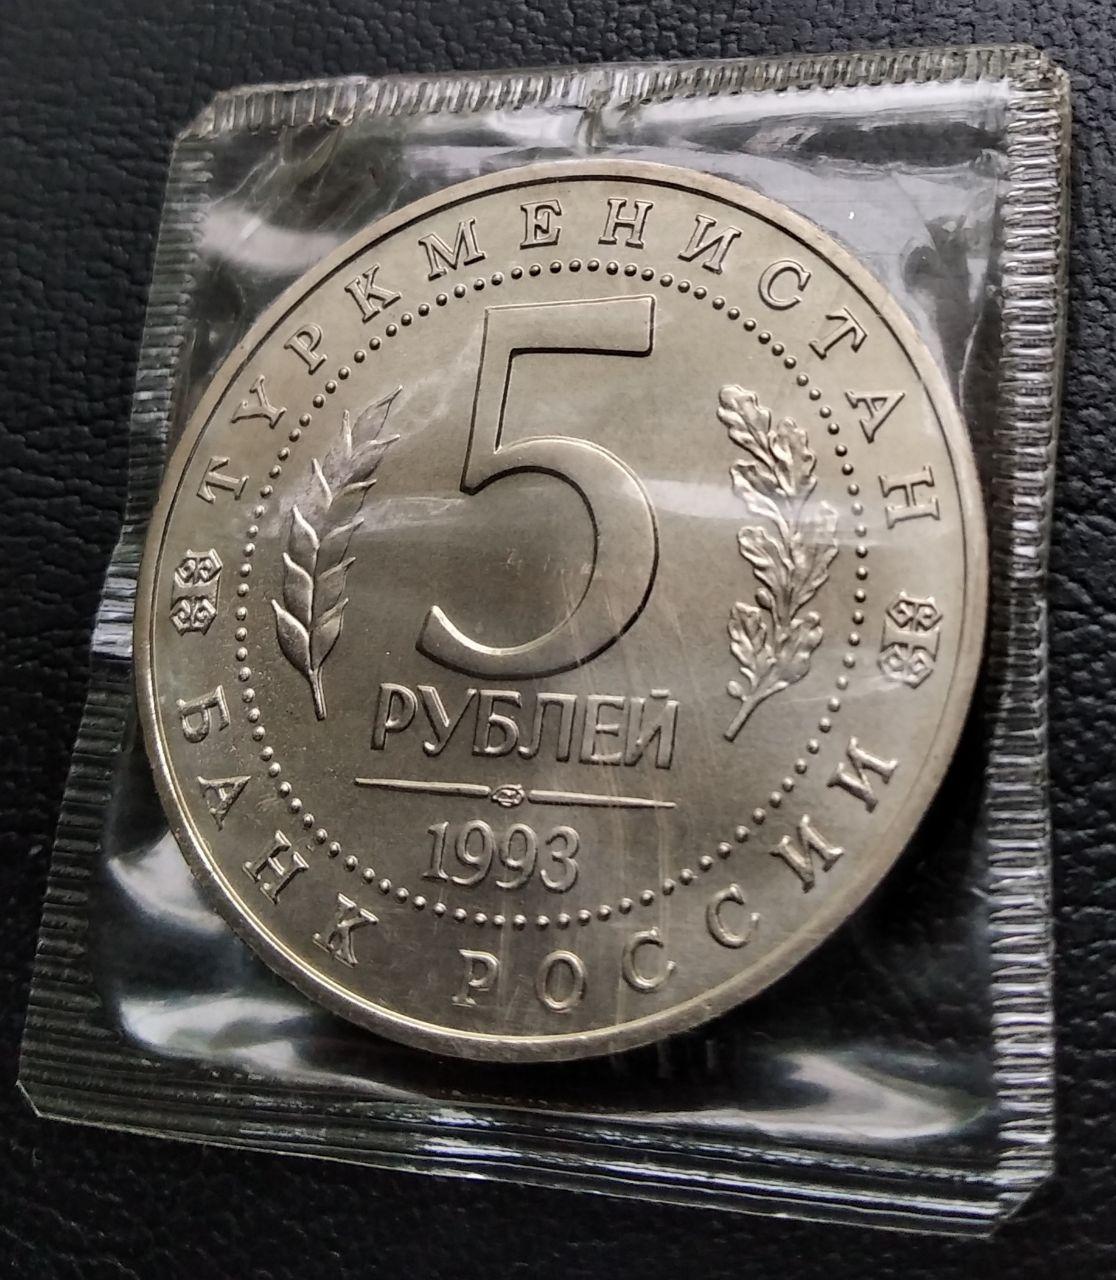 ТУРКМЕНИСТАН
5
РУБЛЕЙ
1993
БАНК РОССИИ